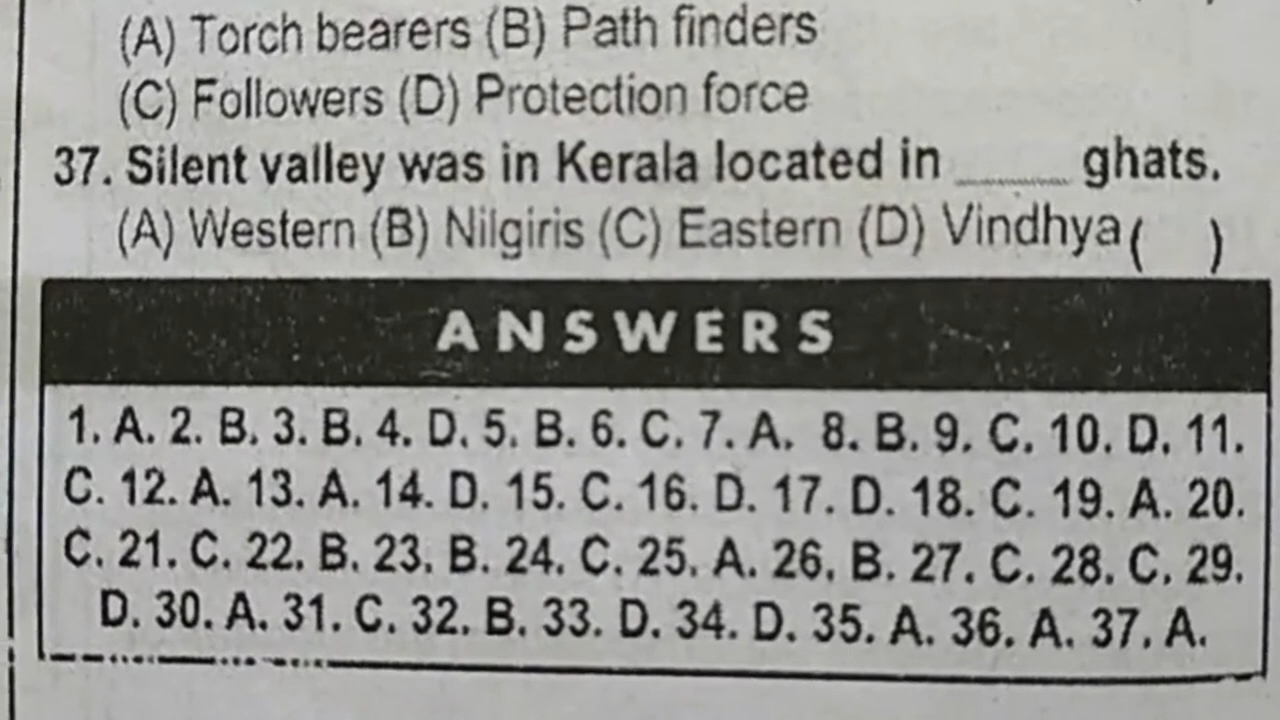 (A) Torch bearers (B) Path finders
(C) Followers (D) Protection force
37. Silent valley was in Kerala located in ____ ghats.
(A) Western (B) Nilgiris (C) Eastern (D) Vindhya ( )
ANSWERS
1. A. 2. B. 3. B. 4. D. 5. B. 6. C. 7. A. 8. B. 9. C. 10. D. 11.
C. 12. A. 13. A. 14. D. 15. C. 16. D. 17. D. 18. C. 19. A. 20.
C. 21. C. 22. B. 23. B. 24. C. 25. A. 26. B. 27. C. 28. C. 29.
D. 30. A. 31. C. 32. B. 33. D. 34. D. 35. A. 36. A. 37. A.